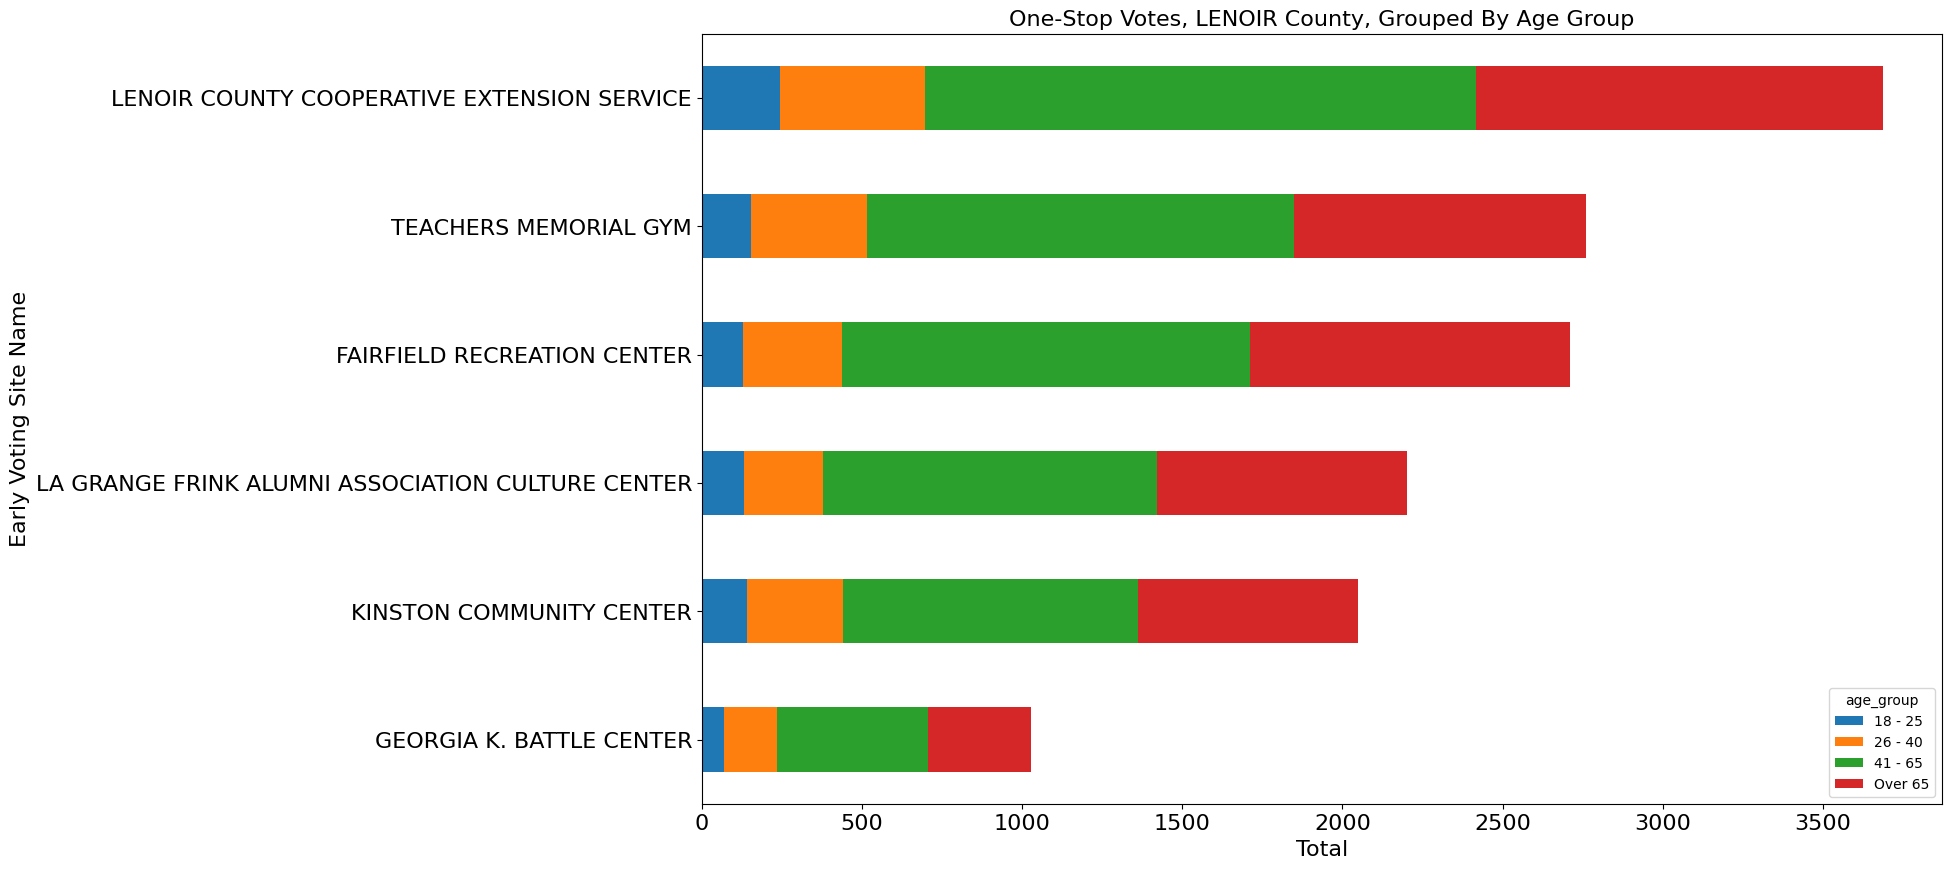 One-Stop Votes, LENOIR County, Grouped By Age Group
Early Voting Site Name
LENOIR COUNTY COOPERATIVE EXTENSION SERVICE
TEACHERS MEMORIAL GYM
FAIRFIELD RECREATION CENTER
LA GRANGE FRINK ALUMNI ASSOCIATION CULTURE CENTER
KINSTON COMMUNITY CENTER
GEORGIA K. BATTLE CENTER
age_group
18 - 25
26 - 40
41 - 65
Over 65
0 500 1000 1500 2000 2500 3000 3500
Total